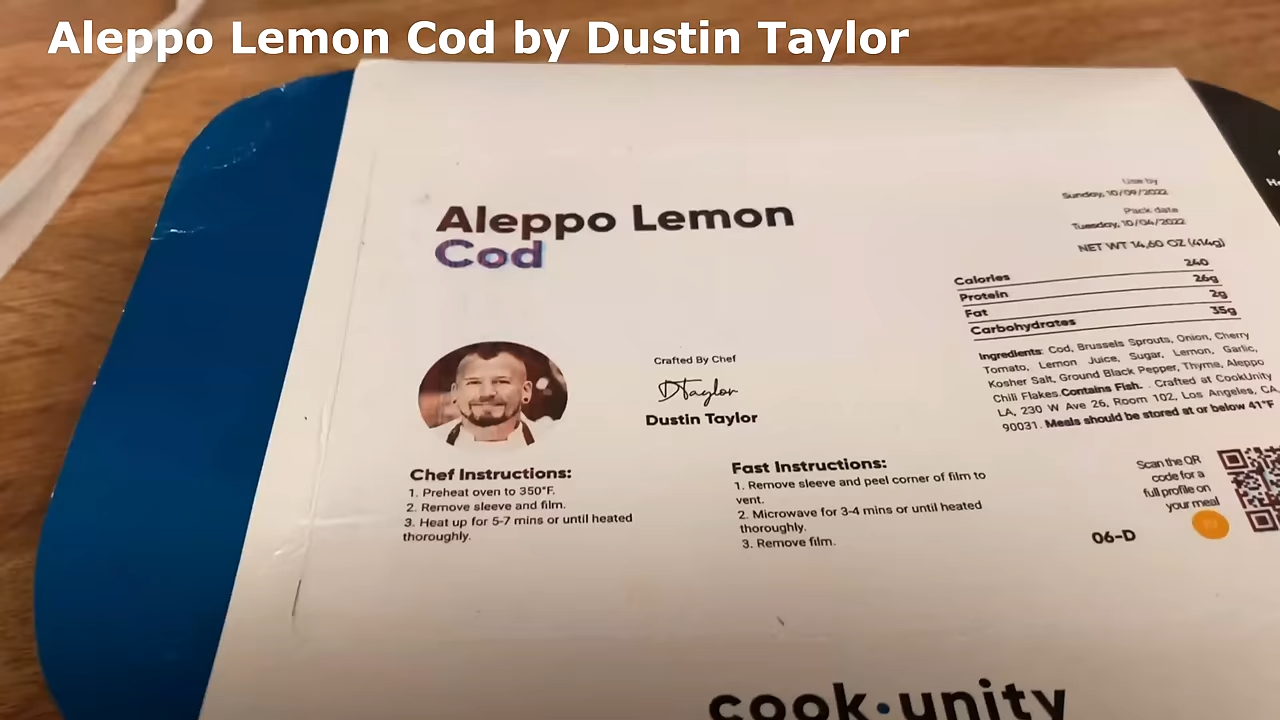 Aleppo Lemon Cod by Dustin Taylor
Aleppo Lemon
Cod
Use by
Sunday, 10/09/2022
Pack date
Tuesday, 10/04/2022
NET WT 14,60 OZ (414g)
240
Calories 26g
Protein 2g
Fat 35g
Carbohydrates
Ingredients: Cod, Brussels Sprouts, Onion, Cherry
Tomato, Lemon Juice, Sugar, Lemon, Garlic,
Kosher Salt, Ground Black Pepper, Thyme, Aleppo
Chili Flakes.Contains Fish. . Crafted at CookUnity
LA, 230 W Ave 26, Room 102, Los Angeles, CA
90031. Meals should be stored at or below 41°F
Crafted By Chef
DTaylor
Dustin Taylor
Chef Instructions:
1. Preheat oven to 350°F.
2. Remove sleeve and film.
3. Heat up for 5-7 mins or until heated
thoroughly.
Fast Instructions:
1. Remove sleeve and peel corner of film to
vent.
2. Microwave for 3-4 mins or until heated
thoroughly.
3. Remove film.
Scan the QR
code for a
full profile on
your meal
06-D
cook·unity